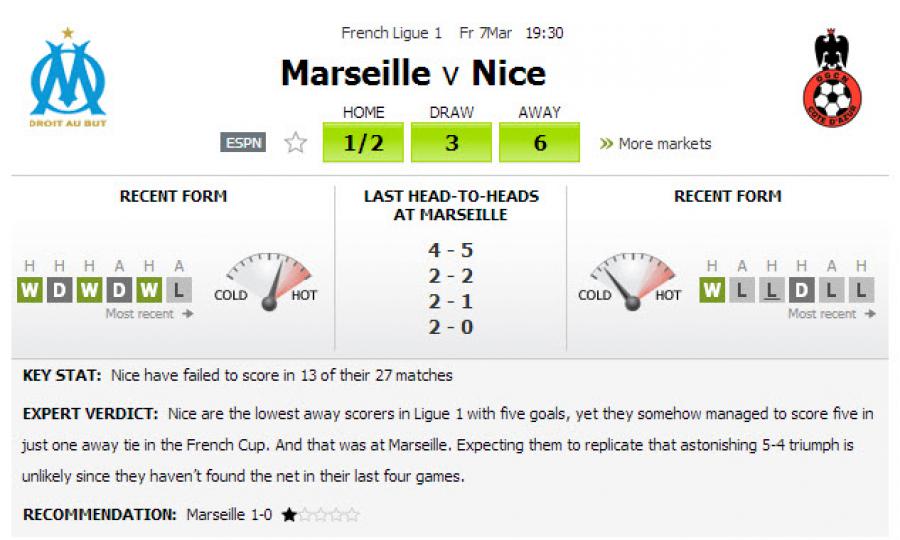 French Ligue 1 Fr 7Mar 19:30
Marseille v Nice
DROIT AU BUT
O G C N
COTE D'AZUR
HOME DRAW AWAY
ESPN 1/2 3 6 » More markets
RECENT FORM
H H H A H A
W D W D W L
Most recent →
COLD HOT
LAST HEAD-TO-HEADS
AT MARSEILLE
4 - 5
2 - 2
2 - 1
2 - 0
RECENT FORM
COLD HOT
H A H H A H
W L L D L L
Most recent →
KEY STAT: Nice have failed to score in 13 of their 27 matches
EXPERT VERDICT: Nice are the lowest away scorers in Ligue 1 with five goals, yet they somehow managed to score five in
just one away tie in the French Cup. And that was at Marseille. Expecting them to replicate that astonishing 5-4 triumph is
unlikely since they haven't found the net in their last four games.
RECOMMENDATION: Marseille 1-0